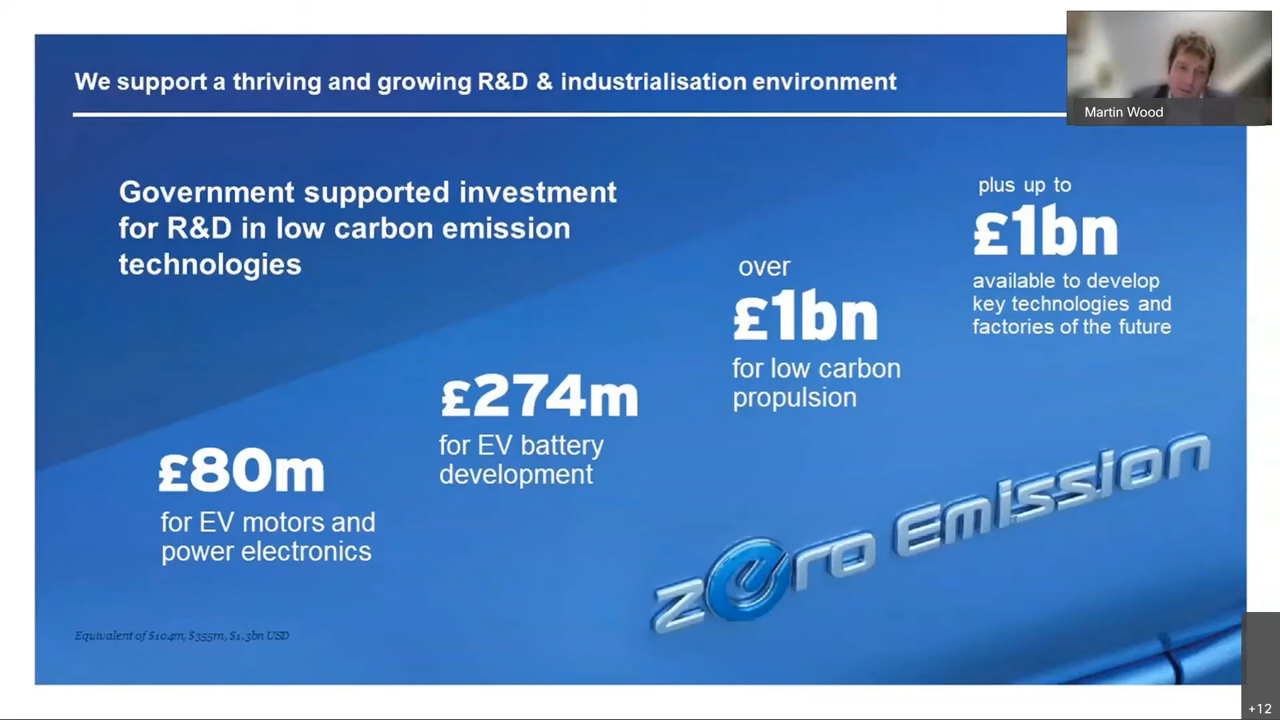 We support a thriving and growing R&D & industrialisation environment
Martin Wood
Government supported investment
for R&D in low carbon emission
technologies
plus up to
£1bn
available to develop
key technologies and
factories of the future
over
£1bn
for low carbon
propulsion
£274m
for EV battery
development
£80m
for EV motors and
power electronics
zero Emission
Equivalent of $104m, $355m, $1.3bn USD
+12